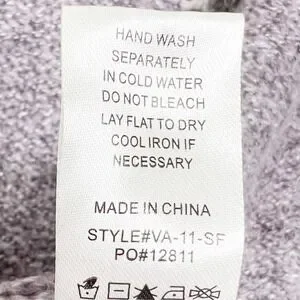 HAND WASH
SEPARATELY
IN COLD WATER
DO NOT BLEACH
LAY FLAT TO DRY
COOL IRON IF
NECESSARY
MADE IN CHINA
STYLE#VA-11-SF
PO#12811